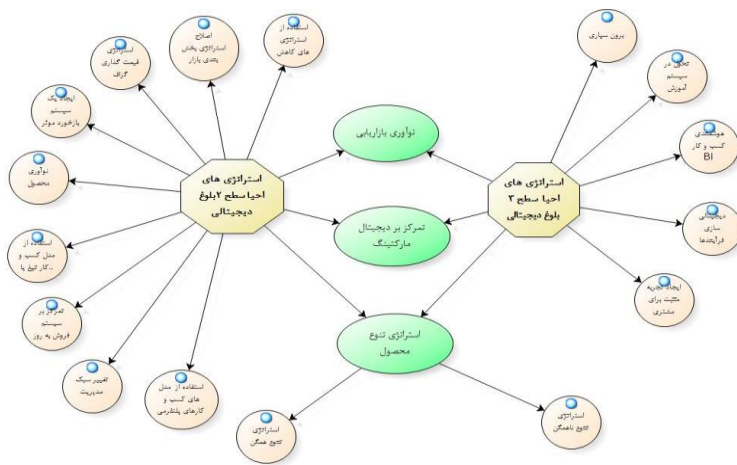 استفاده از
استراتژی
های کاهش
اصلاح
استراتژی بخش
بندی بازار
استراتژی
قیمت گذاری
گزاف
ایجاد یک
سیستم
بازخورد موثر
نوآوری
محصول
استفاده از
مدل کسب و
کار تیغ یا...
تمرکز بر
سیستم
فروش به روز
تغییر سبک
مدیریت
استفاده از مدل
های کسب و
کارهای پلتفرمی
استراتژی های
احیا سطح ۲بلوغ
دیجیتالی
نوآوری بازاریابی
تمرکز بر دیجیتال
مارکتینگ
استراتژی تنوع
محصول
استراتژی
تنوع همگن
استراتژی
تنوع ناهمگن
استراتژی های
احیا سطح ۳
بلوغ دیجیتالی
برون سپاری
تحول در
سیستم
آموزش
هوشمندی
کسب و کار
BI
دیجیتالی
سازی
فرآیندها
ایجاد تجربه
مثبت برای
مشتری